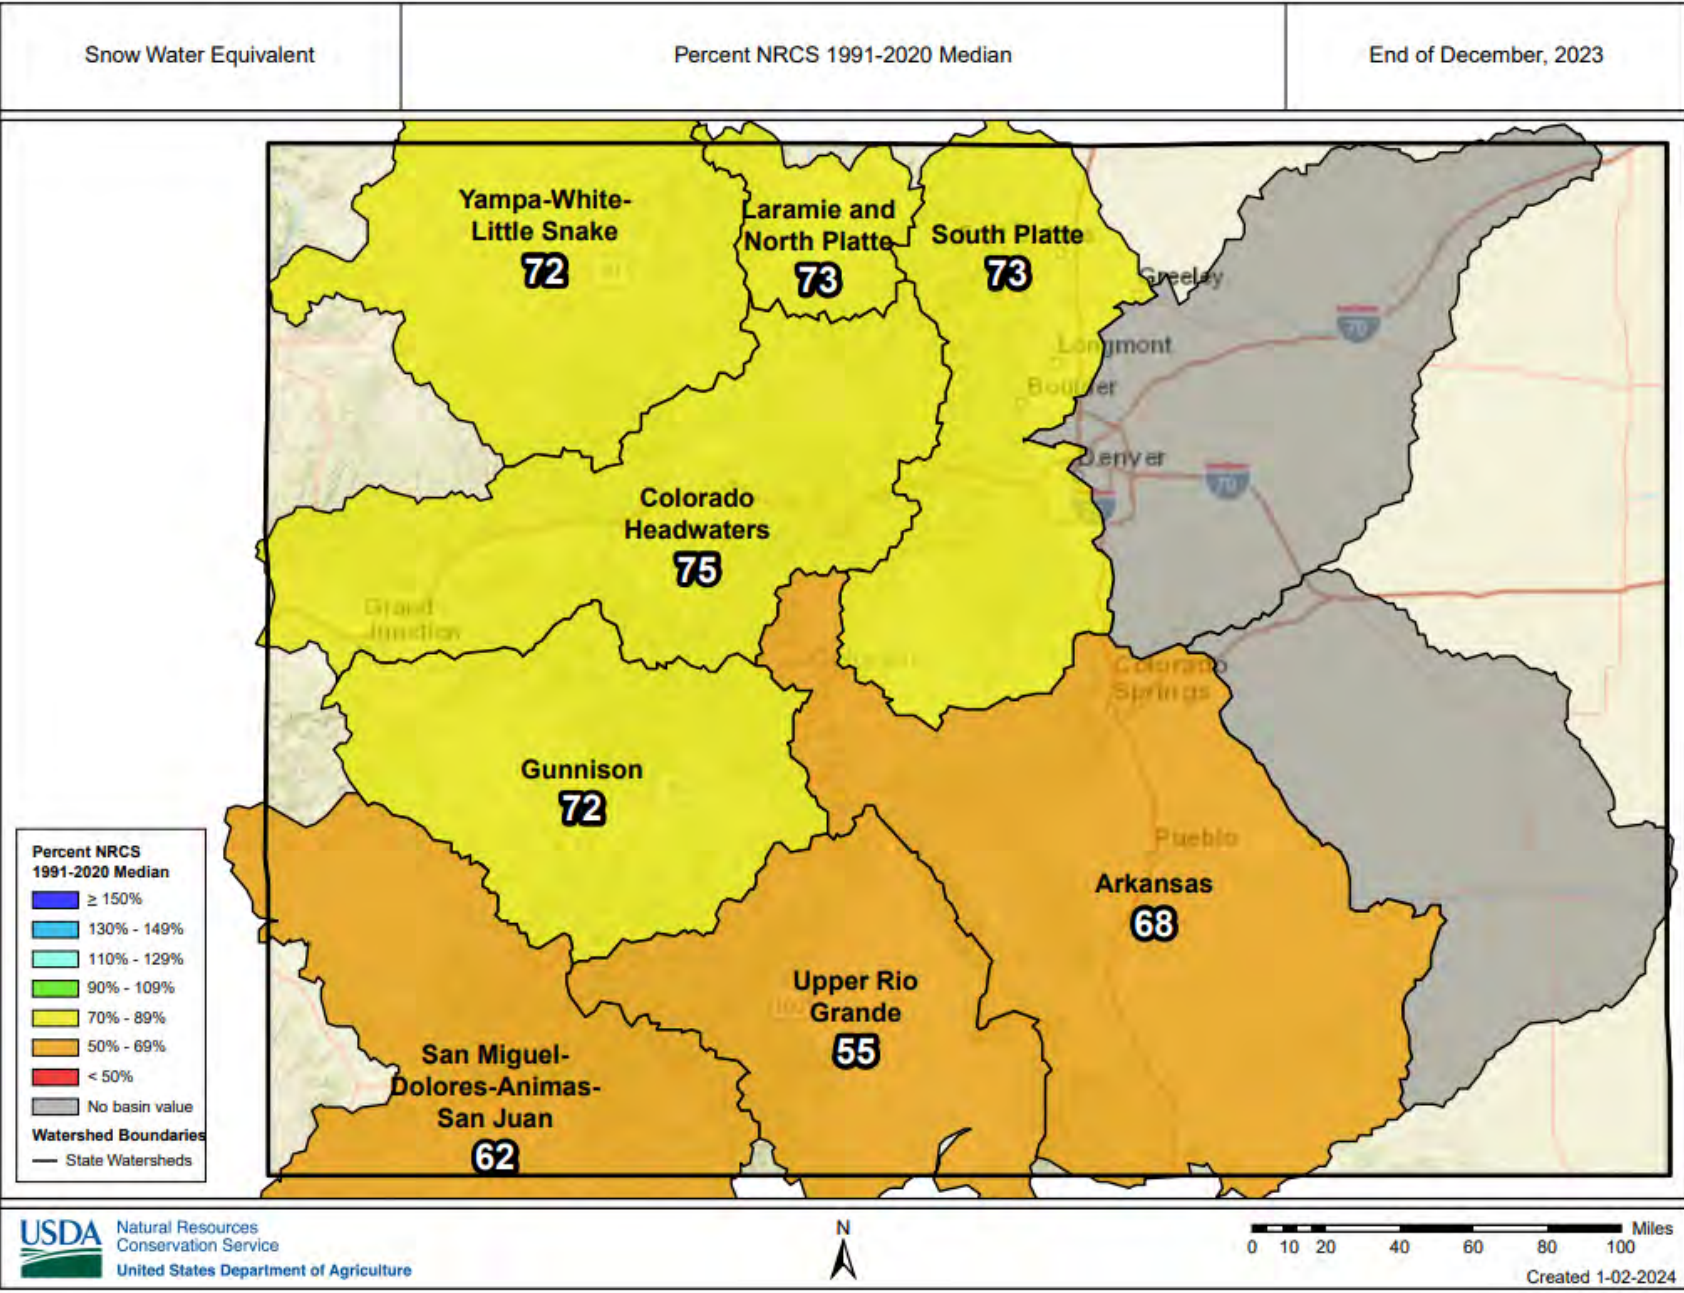 Snow Water Equivalent
Percent NRCS 1991-2020 Median
End of December, 2023
Yampa-White-
Little Snake
72
Laramie and
North Platte
73
South Platte
73
Greeley
Longmont
Boulder
Denver
70
70
Colorado
Headwaters
75
Grand
Junction
Colorado
Springs
Gunnison
72
Pueblo
Arkansas
68
Upper Rio
Grande
55
San Miguel-
Dolores-Animas-
San Juan
62
Percent NRCS
1991-2020 Median
≥ 150%
130% - 149%
110% - 129%
90% - 109%
70% - 89%
50% - 69%
< 50%
No basin value
Watershed Boundaries
State Watersheds
USDA
Natural Resources
Conservation Service
United States Department of Agriculture
N
Miles
0 10 20 40 60 80 100
Created 1-02-2024